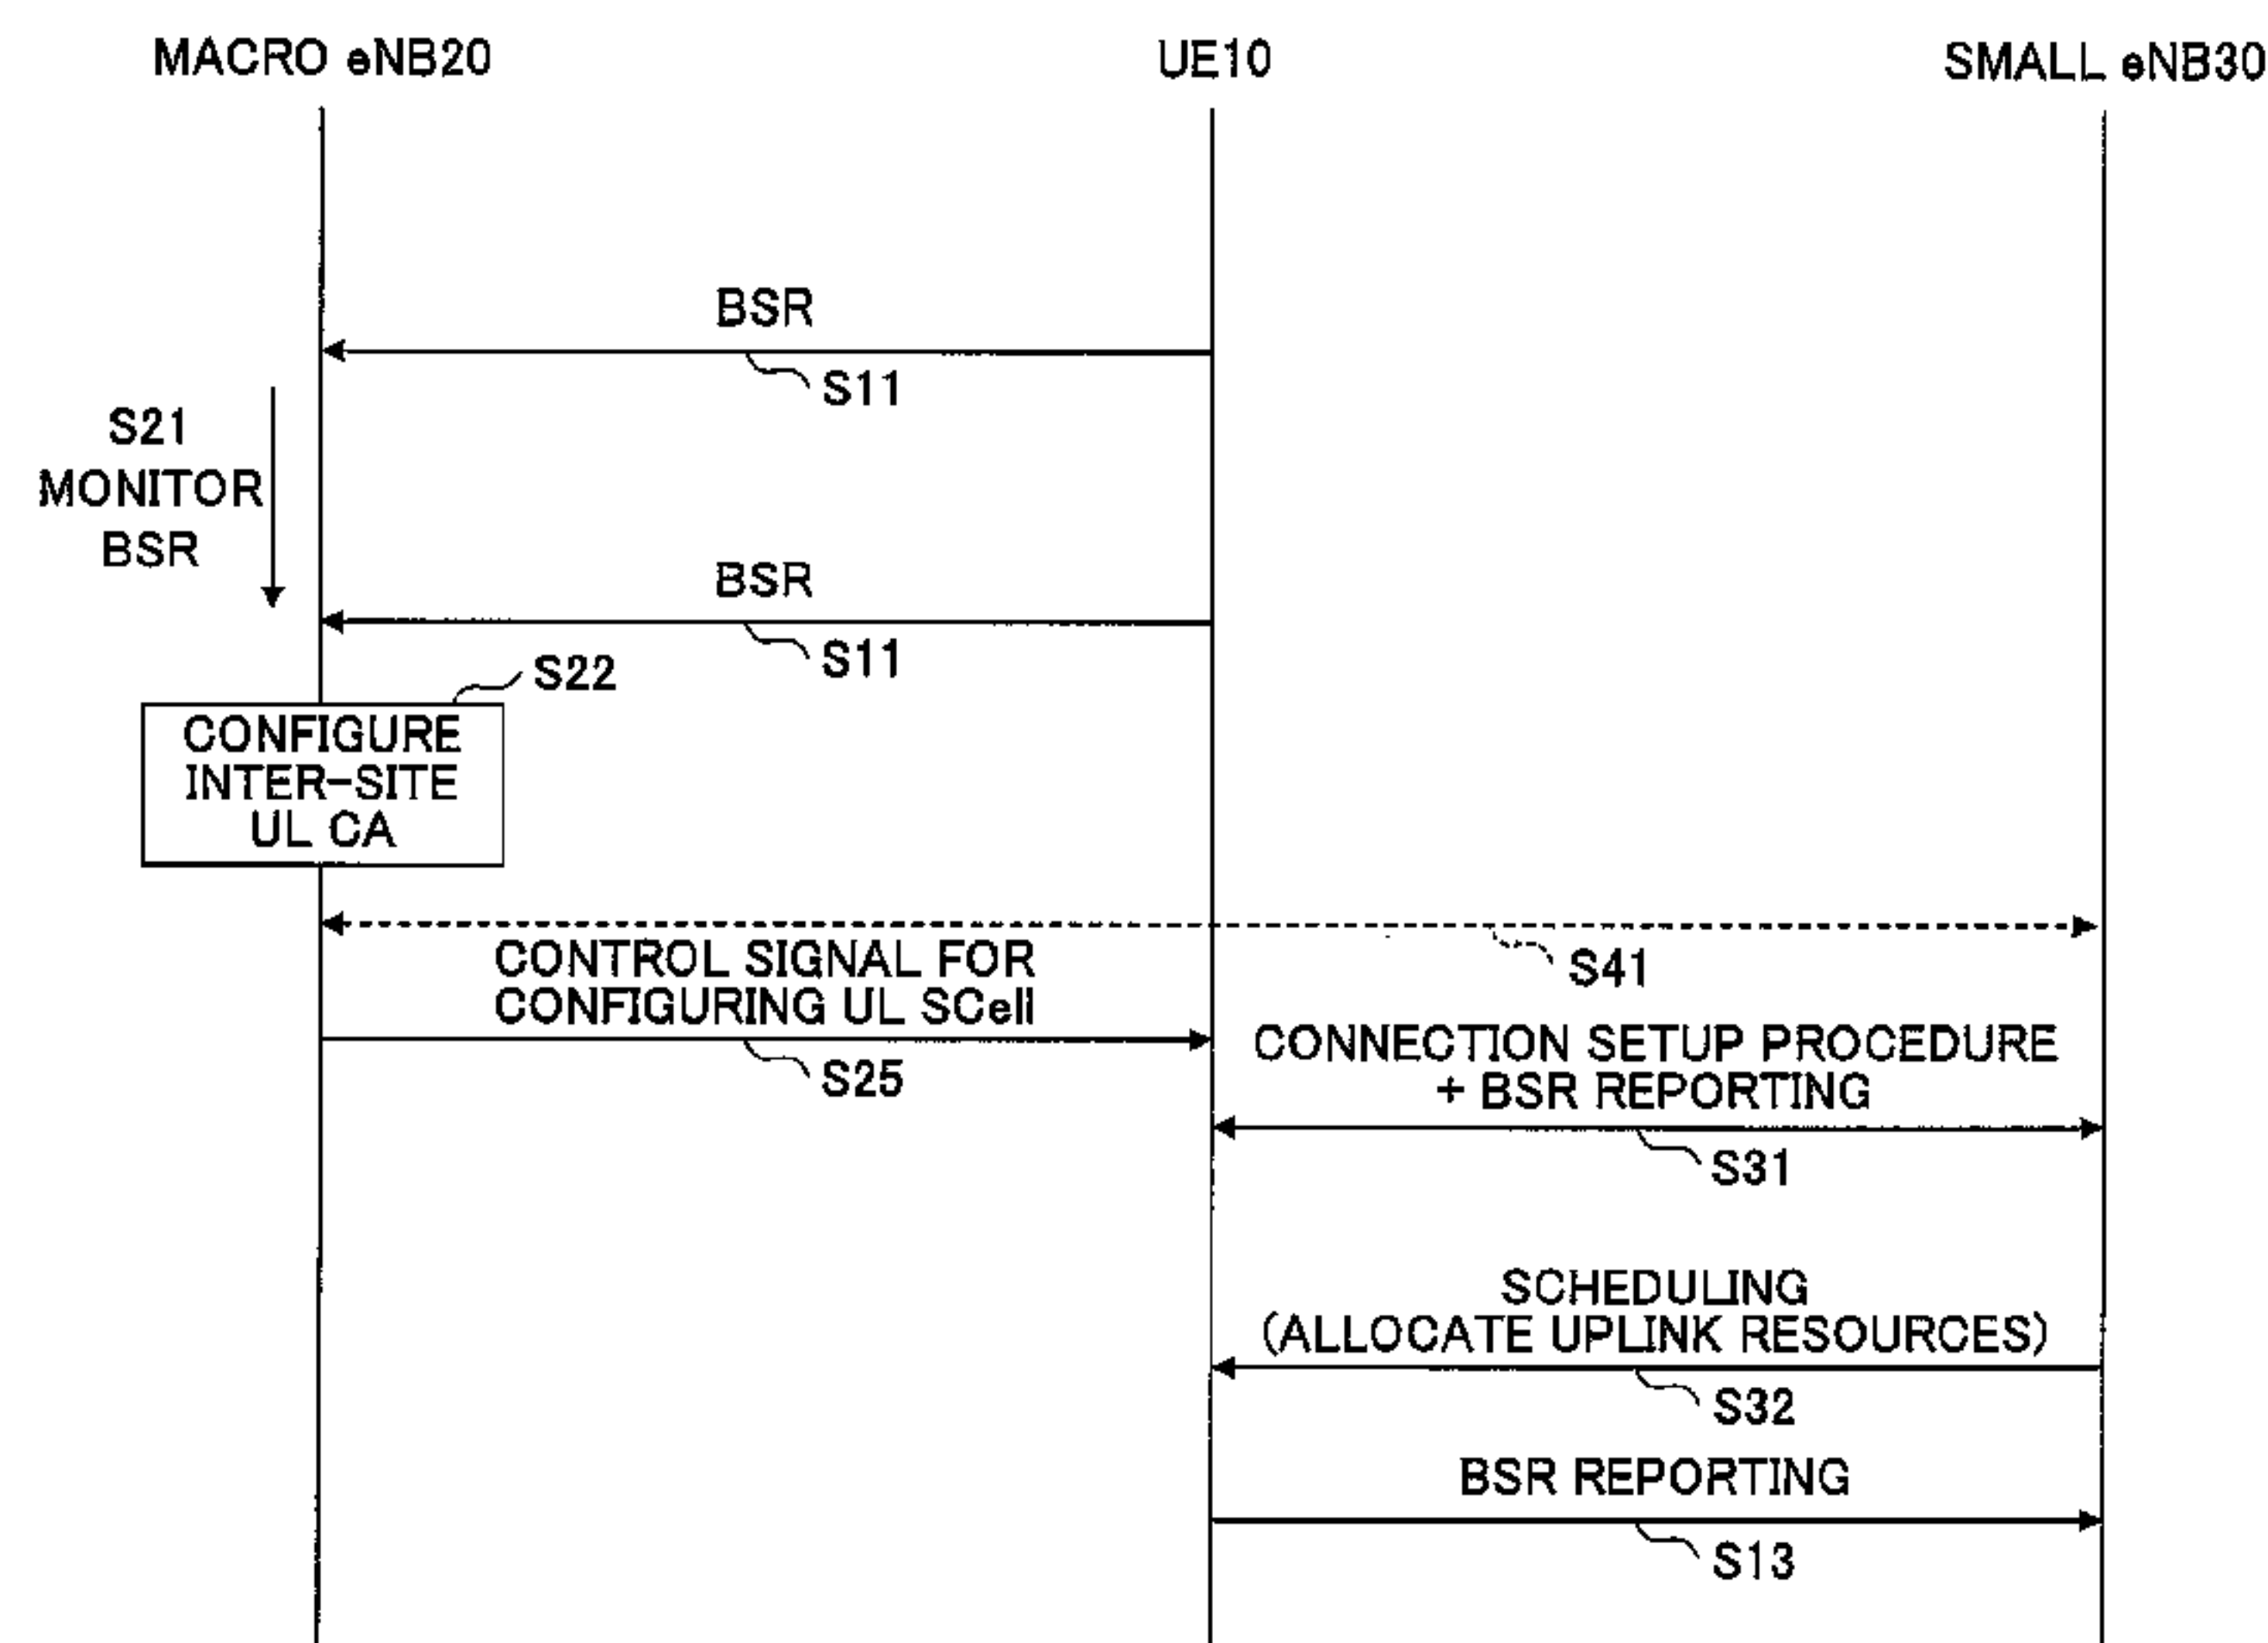 MACRO eNB20
UE10
SMALL eNB30
BSR
S11
S21
MONITOR
BSR
BSR
S11
S22
CONFIGURE
INTER-SITE
UL CA
S41
CONTROL SIGNAL FOR
CONFIGURING UL SCell
S25
CONNECTION SETUP PROCEDURE
+ BSR REPORTING
S31
SCHEDULING
(ALLOCATE UPLINK RESOURCES)
S32
BSR REPORTING
S13